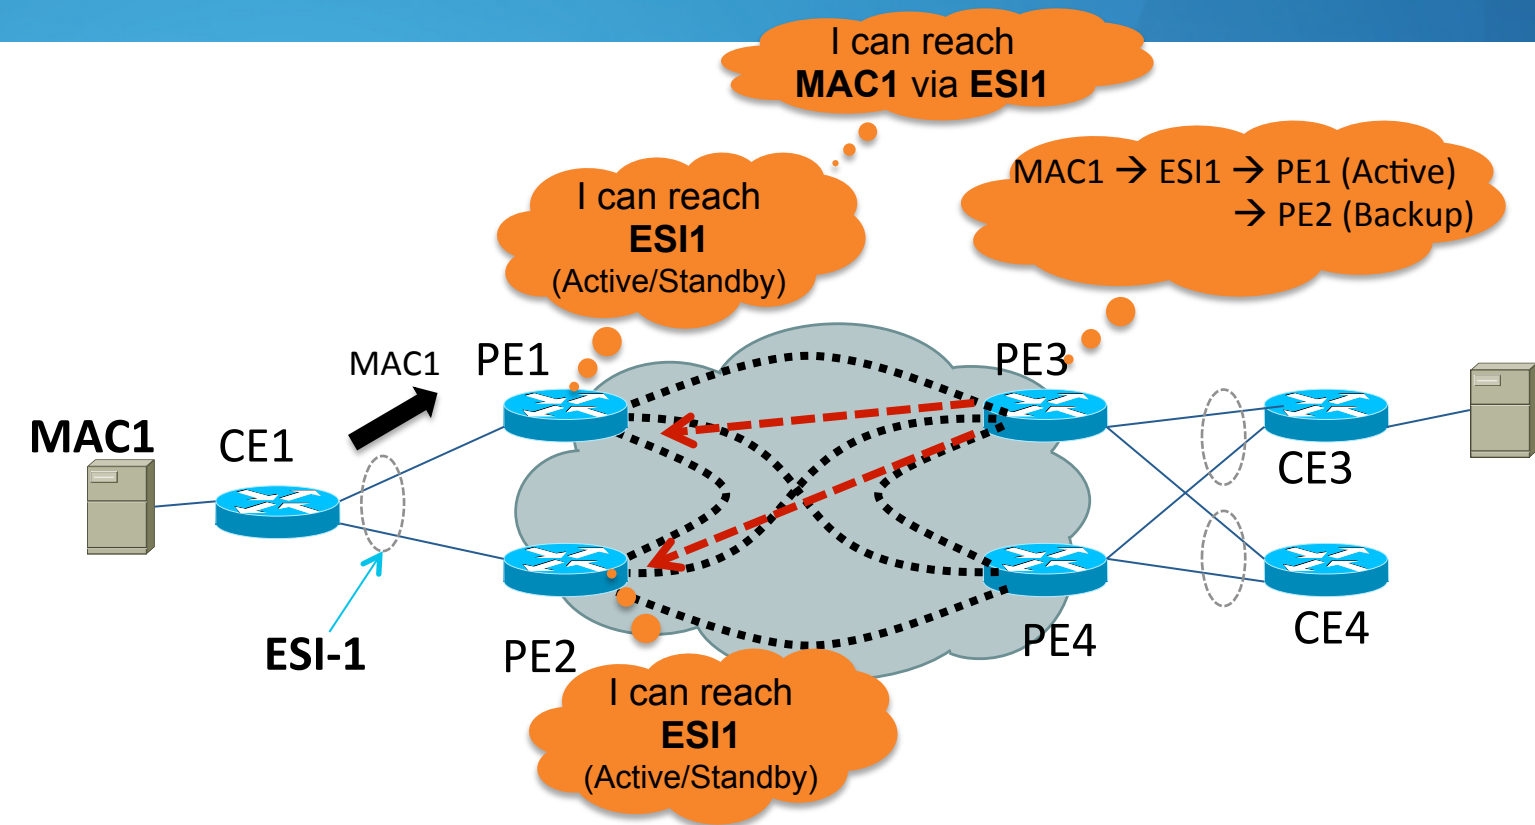 I can reach
MAC1 via ESI1
I can reach
ESI1
(Active/Standby)
MAC1 → ESI1 → PE1 (Active)
→ PE2 (Backup)
MAC1
PE1
PE3
MAC1
CE1
CE3
ESI-1
PE2
PE4
CE4
I can reach
ESI1
(Active/Standby)